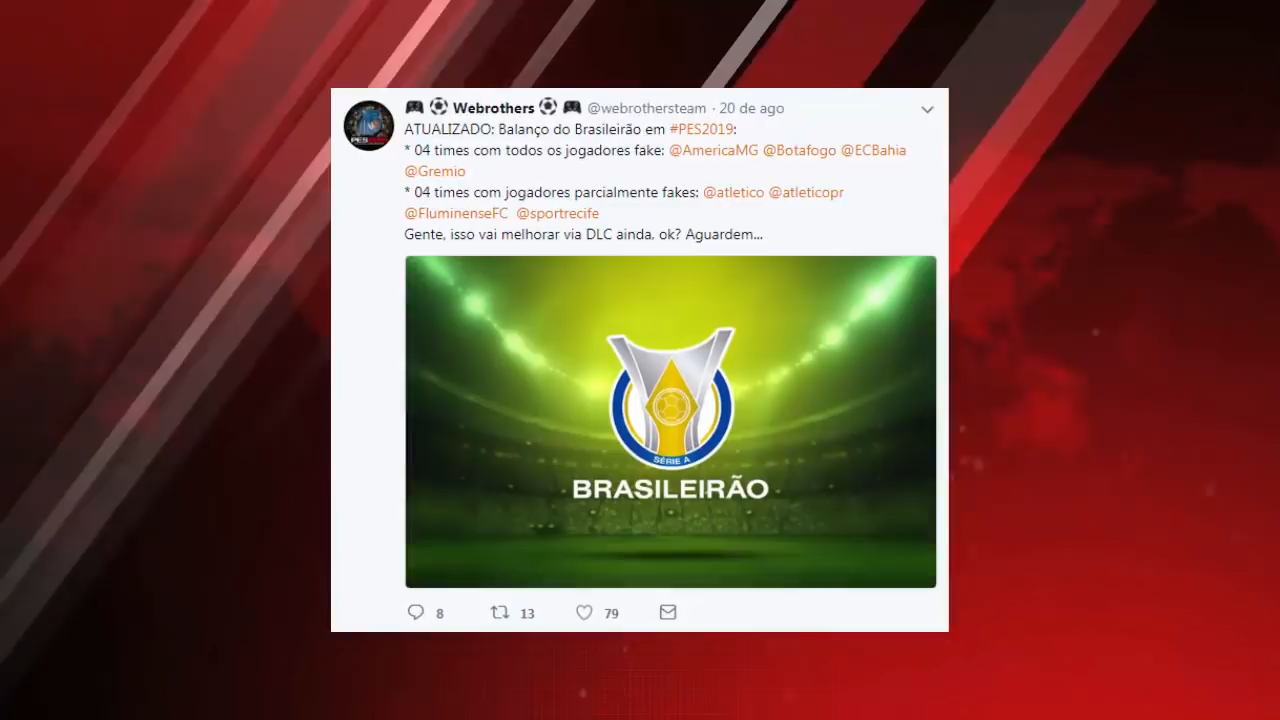 Webrothers @webrothersteam · 20 de ago
ATUALIZADO: Balanço do Brasileirão em #PES2019:
* 04 times com todos os jogadores fake: @AmericaMG @Botafogo @ECBahia
@Gremio
* 04 times com jogadores parcialmente fakes: @atletico @atleticopr
@FluminenseFC @sportrecife
Gente, isso vai melhorar via DLC ainda, ok? Aguardem...
SÉRIE A
BRASILEIRÃO
8 13 79